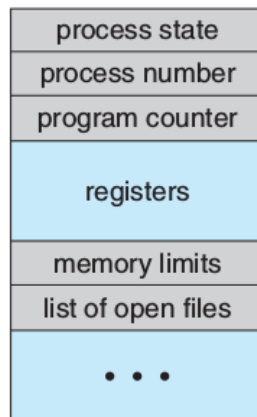 process state
process number
program counter
registers
memory limits
list of open files
• • •